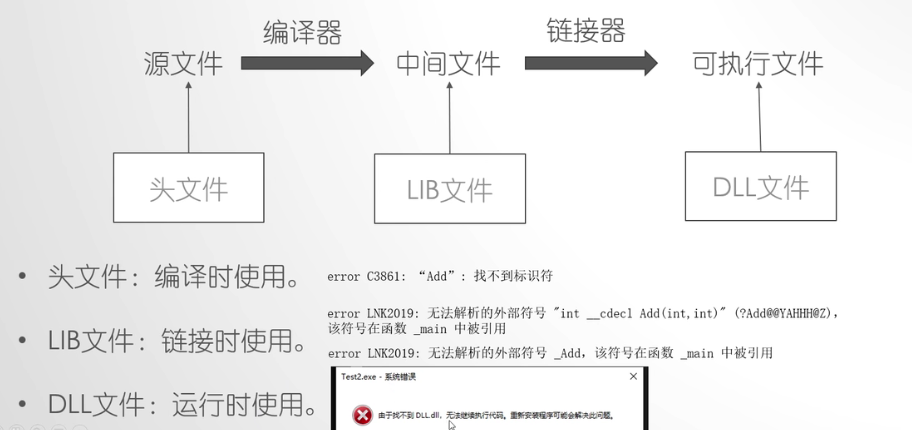 编译器
链接器
源文件
中间文件
可执行文件
头文件
LIB文件
DLL文件
• 头文件：编译时使用。
error C3861: “Add”: 找不到标识符
error LNK2019: 无法解析的外部符号 "int __cdecl Add(int,int)" (?Add@@YAHHH@Z),
该符号在函数 _main 中被引用
• LIB文件：链接时使用。
error LNK2019: 无法解析的外部符号 _Add，该符号在函数 _main 中被引用
Test2.exe - 系统错误
• DLL文件：运行时使用。
由于找不到 DLL.dll，无法继续执行代码。重新安装程序可能会解决此问题。